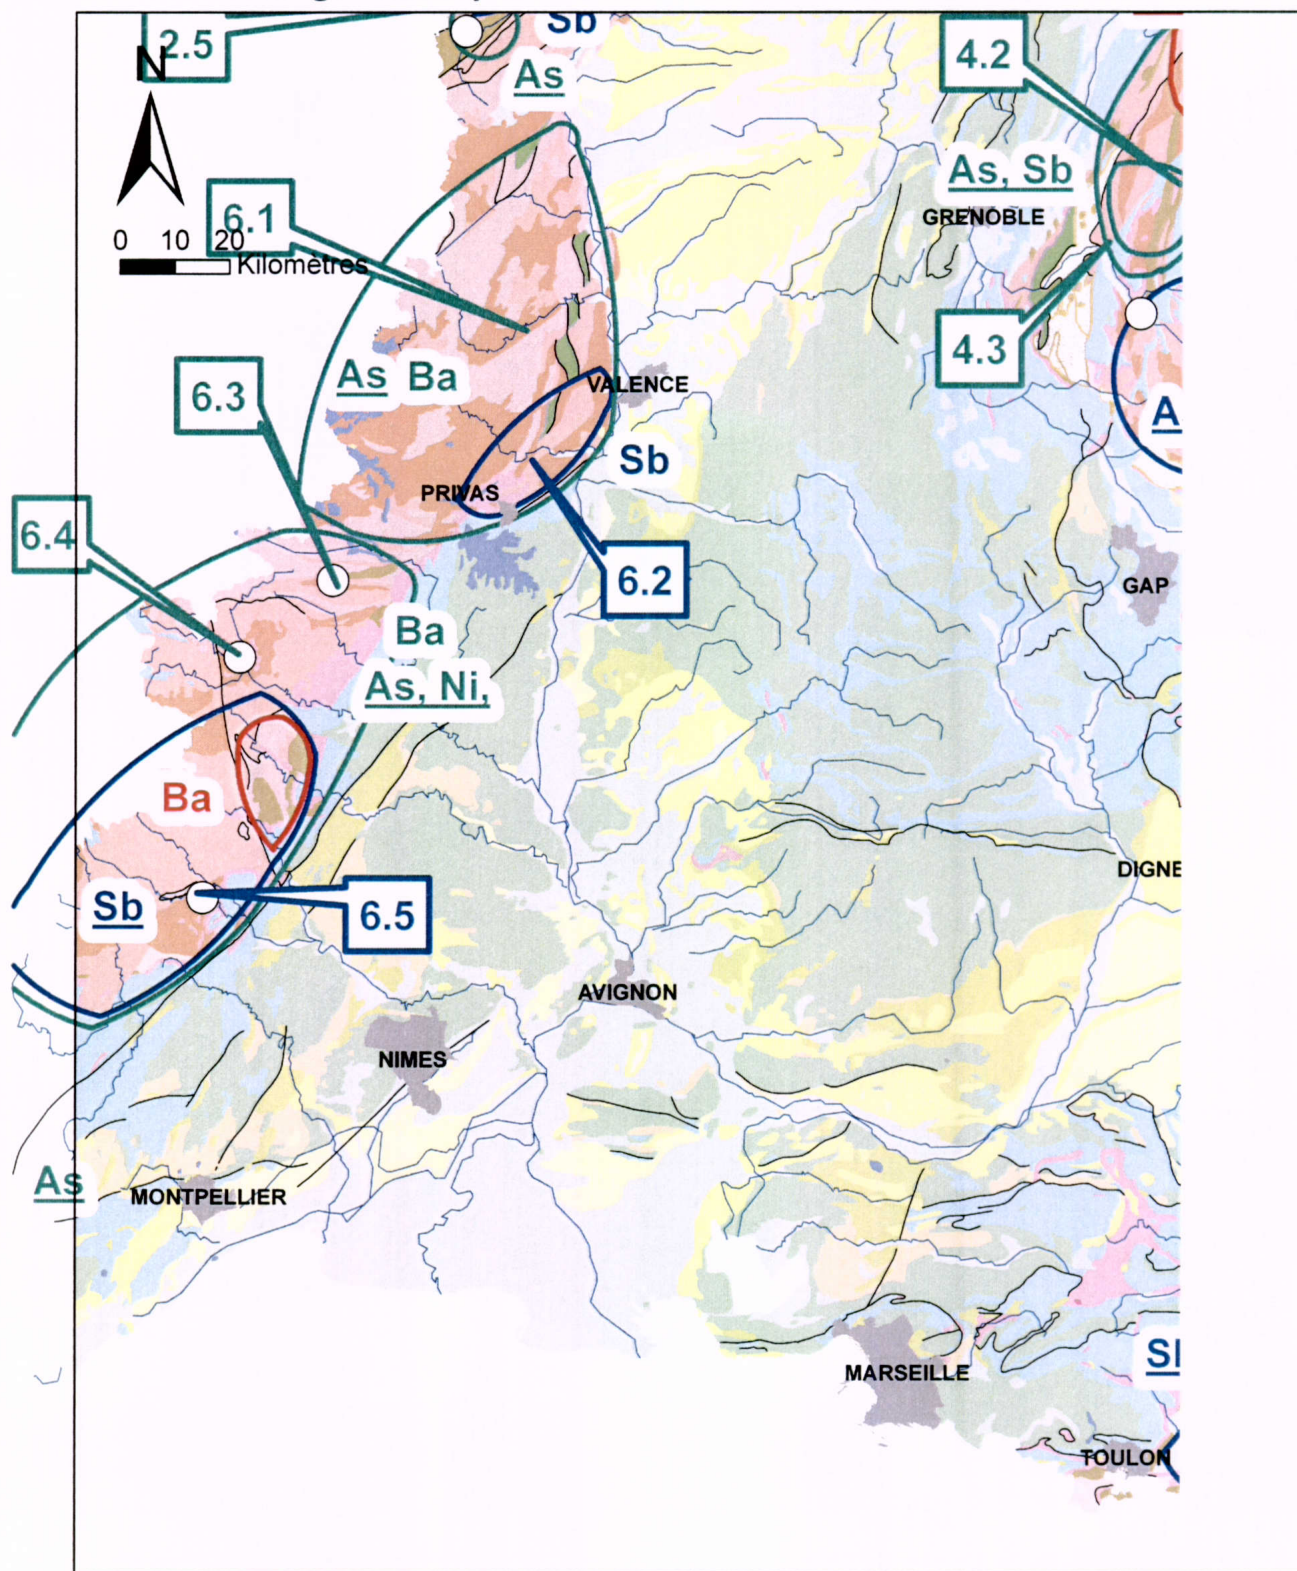 2.5
Sb
As
4.2
N
As, Sb
6.1
GRENOBLE
0 10 20
Kilomètres
4.3
As Ba
VALENCE
6.3
A
Sb
PRIVAS
6.4
6.2
GAP
Ba
As, Ni,
Ba
DIGNE
Sb
6.5
AVIGNON
NIMES
As
MONTPELLIER
MARSEILLE
TOULON